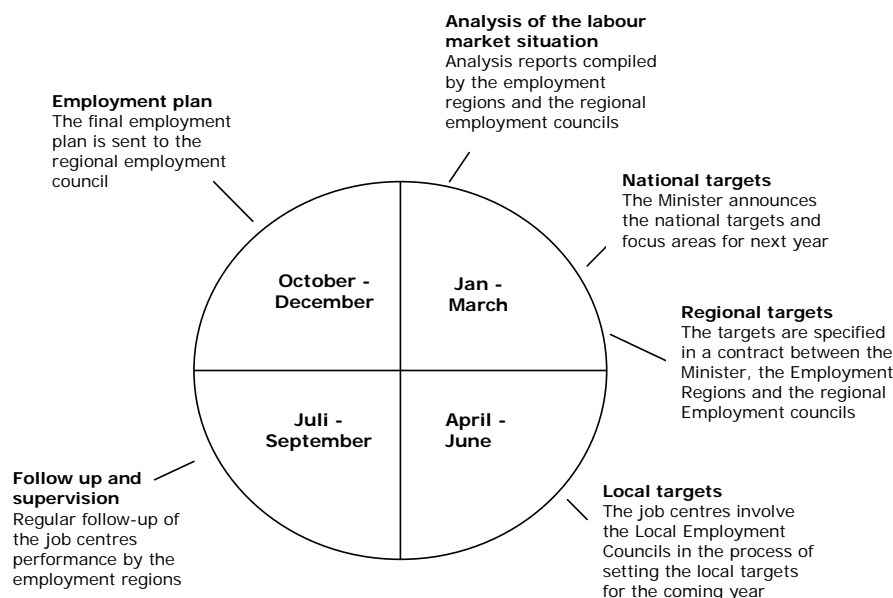 Analysis of the labour
market situation
Analysis reports compiled
by the employment
regions and the regional
employment councils
Employment plan
The final employment
plan is sent to the
regional employment
council
National targets
The Minister announces
the national targets and
focus areas for next year
October -
December
Jan -
March
Regional targets
The targets are specified
in a contract between the
Minister, the Employment
Regions and the regional
Employment councils
Juli -
September
April -
June
Follow up and
supervision
Regular follow-up of
the job centres
performance by the
employment regions
Local targets
The job centres involve
the Local Employment
Councils in the process of
setting the local targets
for the coming year